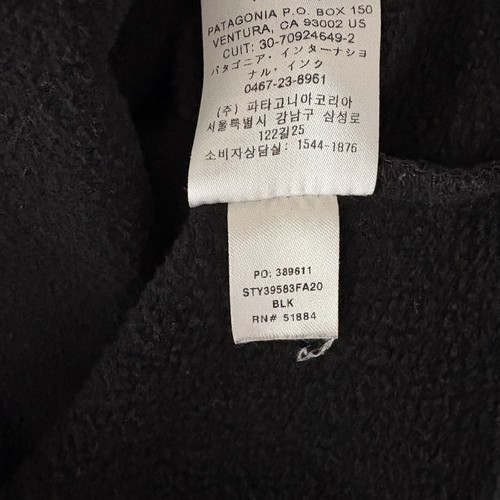 PATAGONIA P.O. BOX 150
VENTURA, CA 93002 US
CUIT: 30-70924649-2
パタゴニア・インターナショ
ナル・インク
0467-23-8961
(주) 파타고니아코리아
서울특별시 강남구 삼성로
122길25
소비자상담실: 1544-1876
PO: 389611
STY39583FA20
BLK
RN# 51884